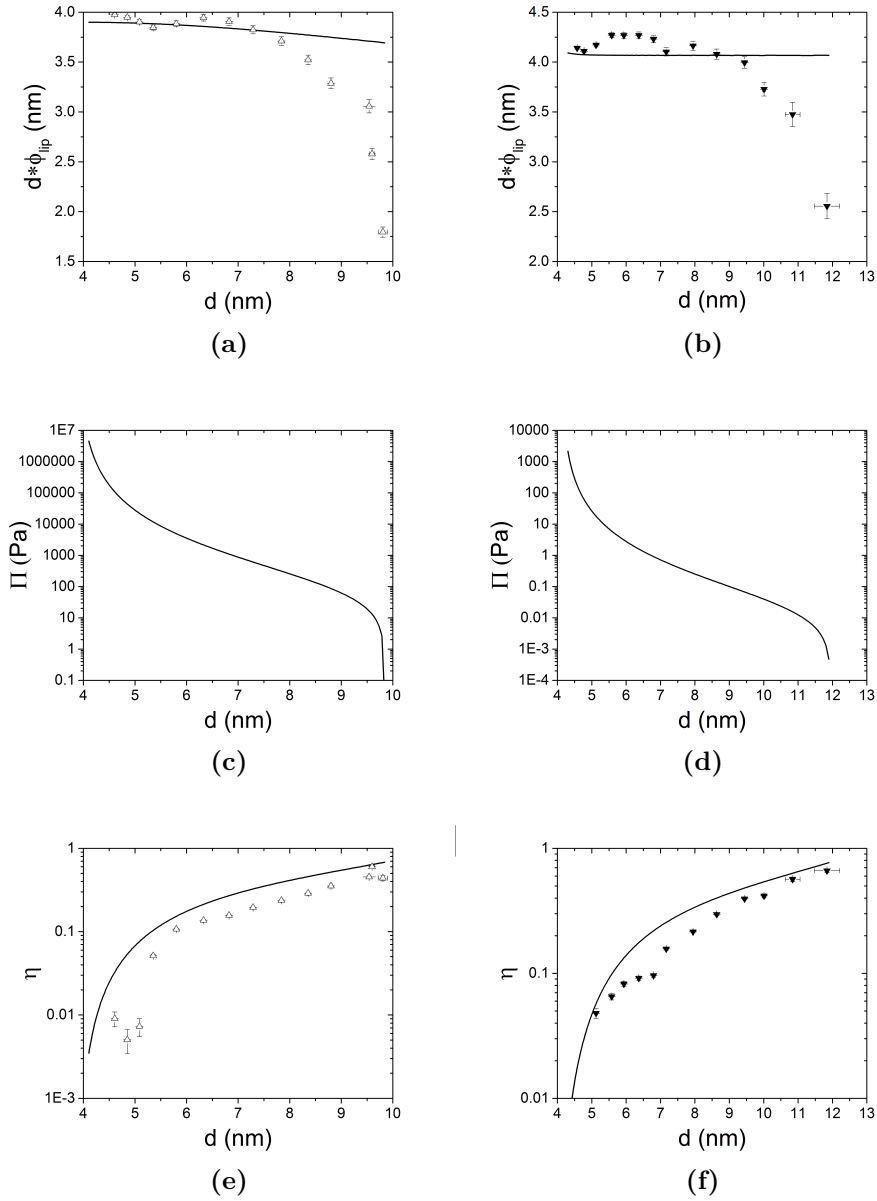 4.0
3.5
3.0
2.5
2.0
1.5
d*ϕlip (nm)
4 5 6 7 8 9 10
d (nm)
(a)
4.5
4.0
3.5
3.0
2.5
2.0
d*ϕlip (nm)
4 5 6 7 8 9 10 11 12 13
d (nm)
(b)
1E7
1000000
100000
10000
1000
100
10
1
0.1
Π (Pa)
4 5 6 7 8 9 10
d (nm)
(c)
10000
1000
100
10
1
0.1
0.01
1E-3
1E-4
Π (Pa)
4 5 6 7 8 9 10 11 12 13
d (nm)
(d)
1
0.1
0.01
1E-3
η
4 5 6 7 8 9 10
d (nm)
(e)
1
0.1
0.01
η
4 5 6 7 8 9 10 11 12 13
d (nm)
(f)